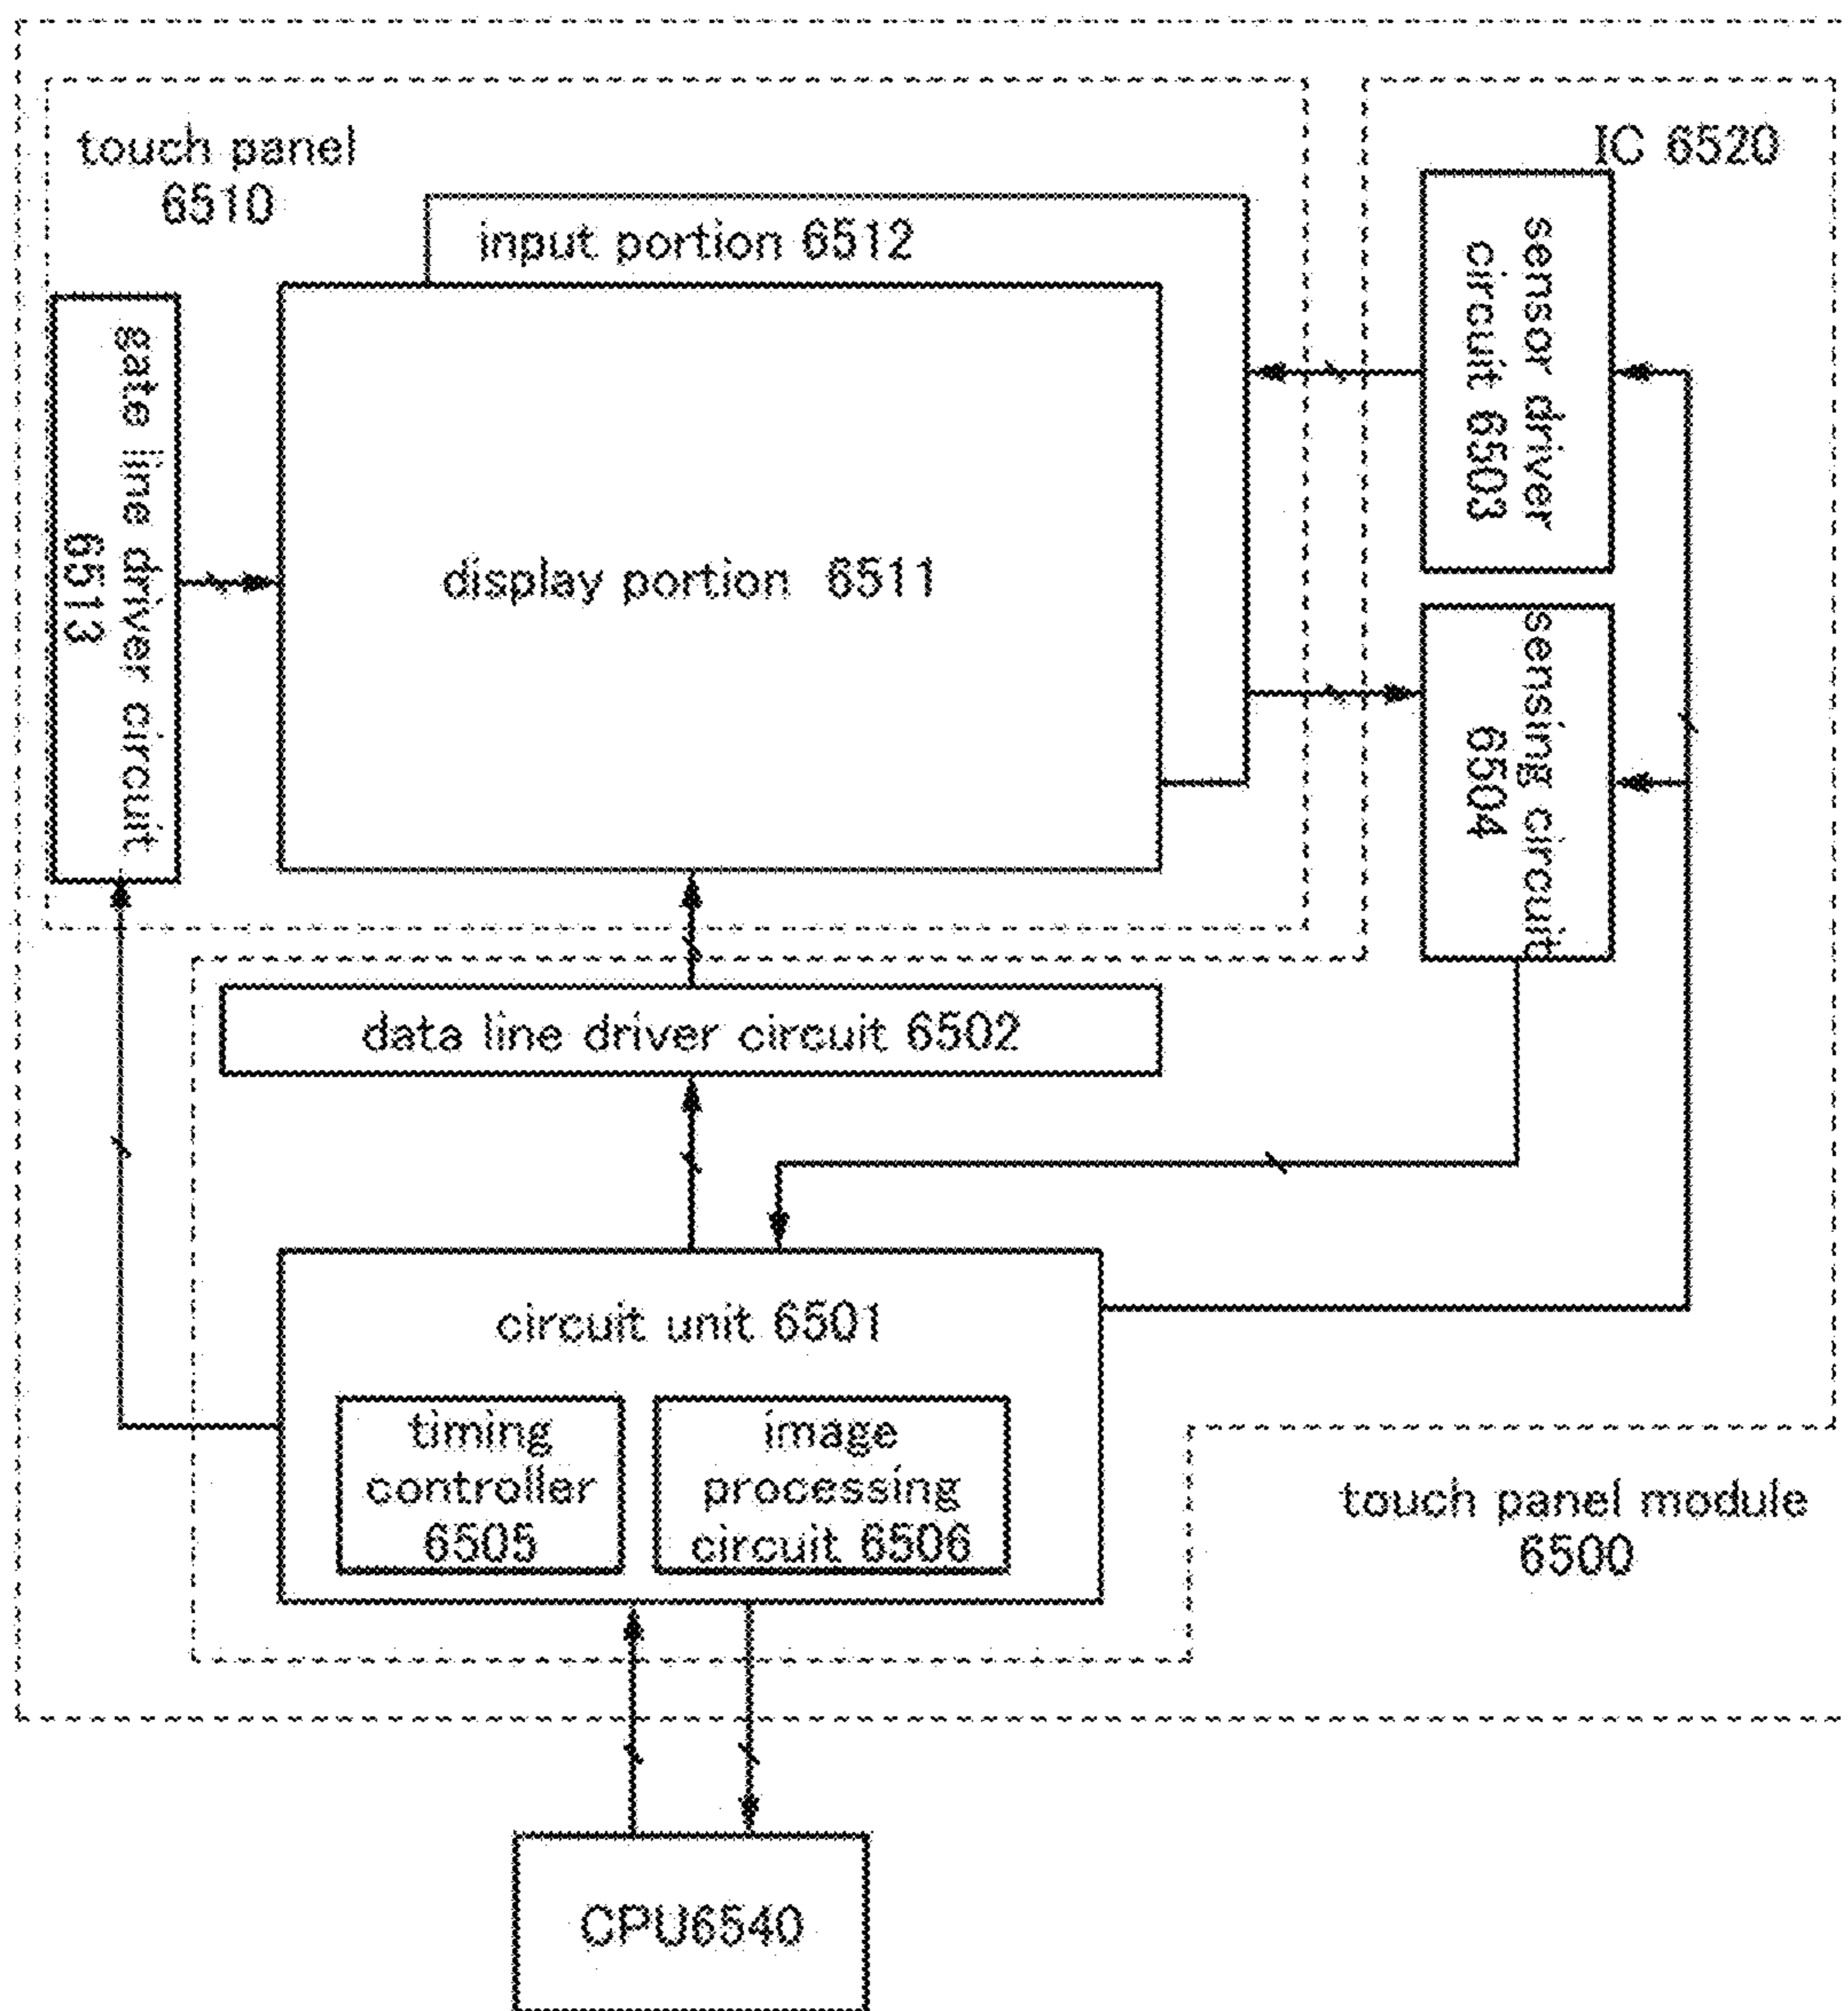 touch panel
6510
IC 6520
input portion 6512
sensor driver
circuit 6503
gate line driver circuit
6513
display portion 6511
sensing circuit
6504
data line driver circuit 6502
circuit unit 6501
timing
controller
6505
image
processing
circuit 6506
touch panel module
6500
CPU6540